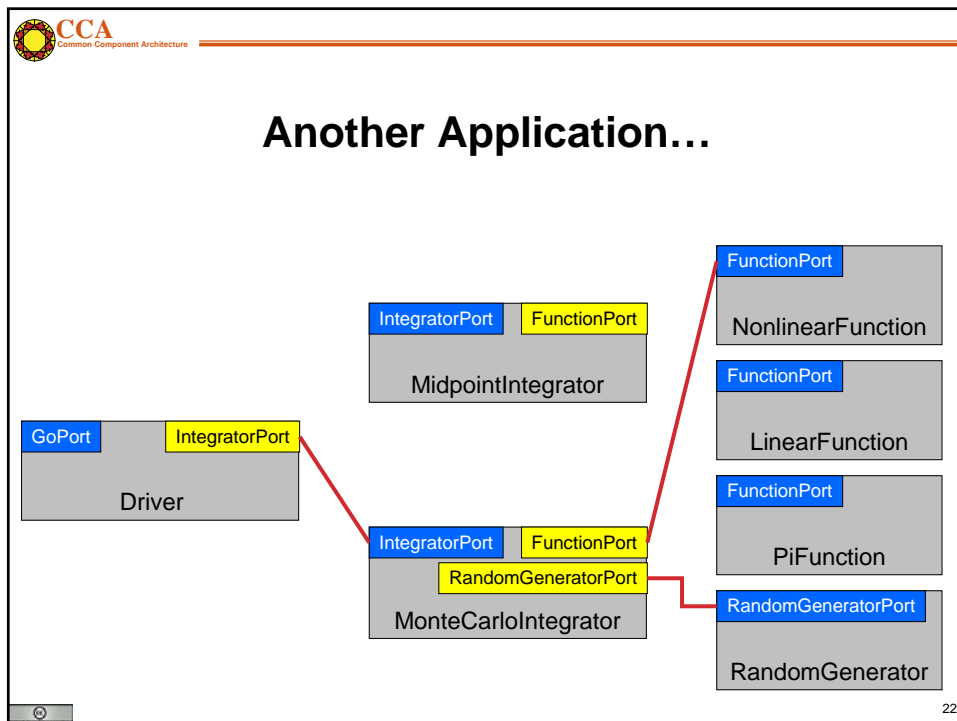 CCA
Common Component Architecture
Another Application…
FunctionPort
NonlinearFunction
IntegratorPort FunctionPort
MidpointIntegrator
FunctionPort
LinearFunction
GoPort IntegratorPort
Driver
FunctionPort
PiFunction
IntegratorPort FunctionPort
RandomGeneratorPort
MonteCarloIntegrator
RandomGeneratorPort
RandomGenerator
cc
22